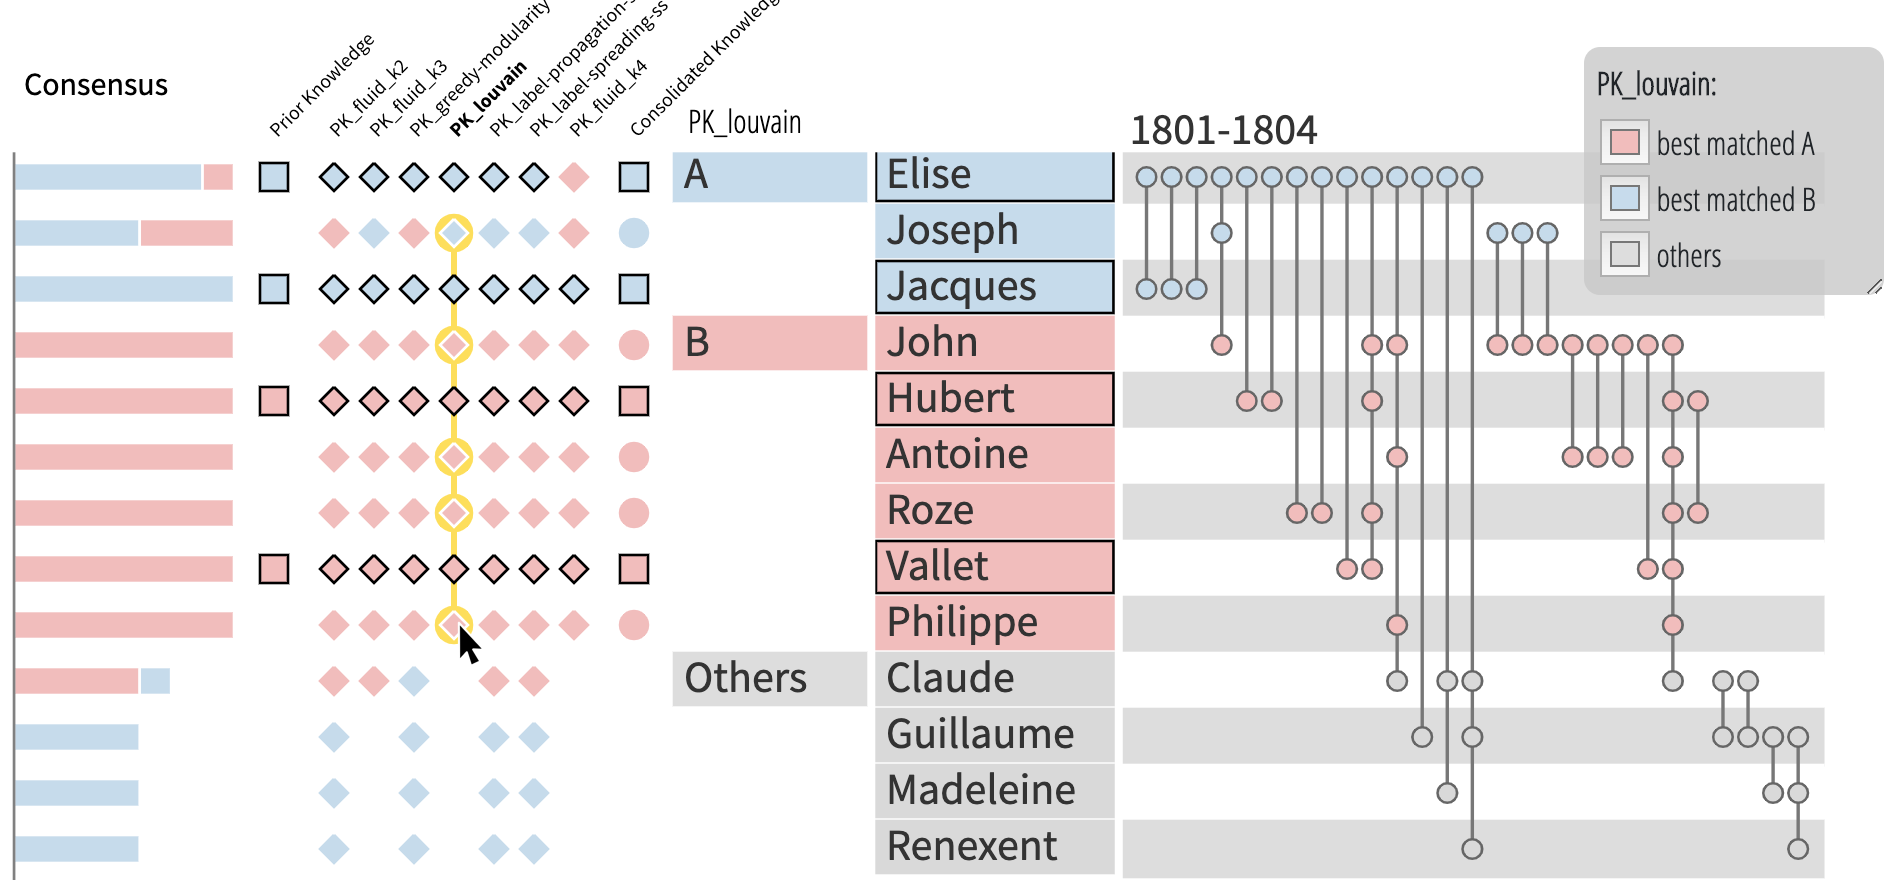 Consensus
Prior Knowledge
PK_fluid_k2
PK_fluid_k3
PK_greedy-modularity
PK_louvain
PK_label-propagation-
PK_label-spreading-ss
PK_fluid_k4
Consolidated Knowledg
PK_louvain
1801-1804
PK_louvain:
best matched A
best matched B
others
A Elise
Joseph
Jacques
B John
Hubert
Antoine
Roze
Vallet
Philippe
Others Claude
Guillaume
Madeleine
Renexent